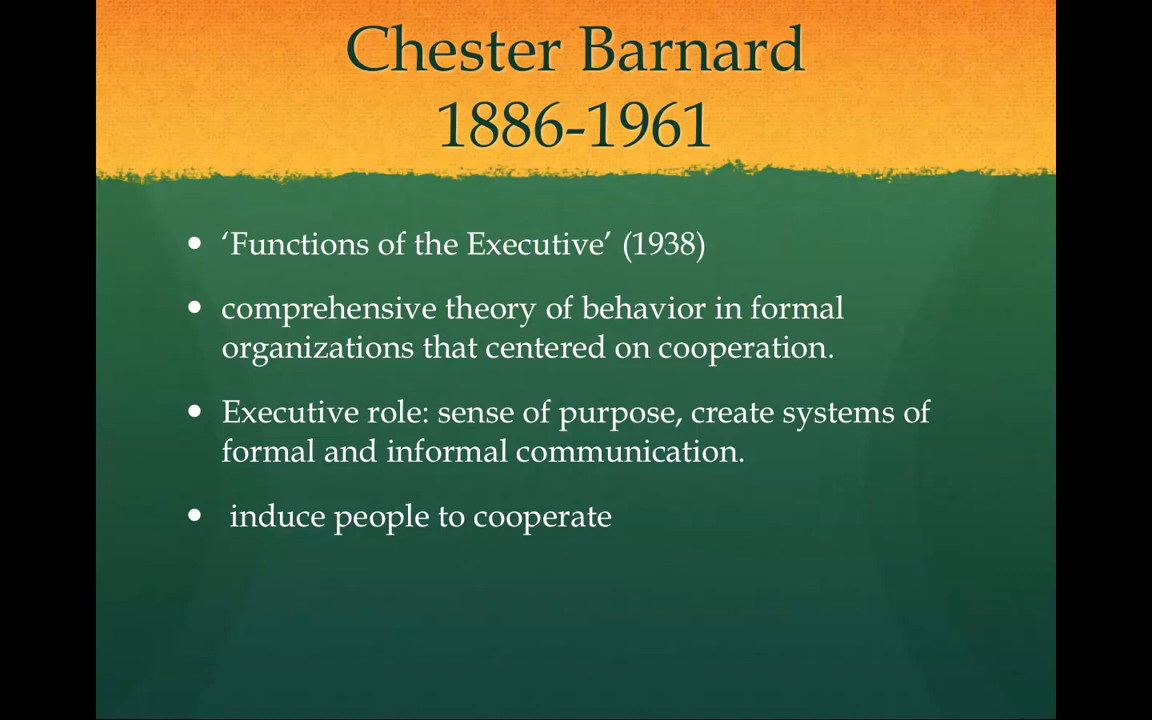 Chester Barnard
1886-1961
• ‘Functions of the Executive’ (1938)
• comprehensive theory of behavior in formal
organizations that centered on cooperation.
• Executive role: sense of purpose, create systems of
formal and informal communication.
• induce people to cooperate